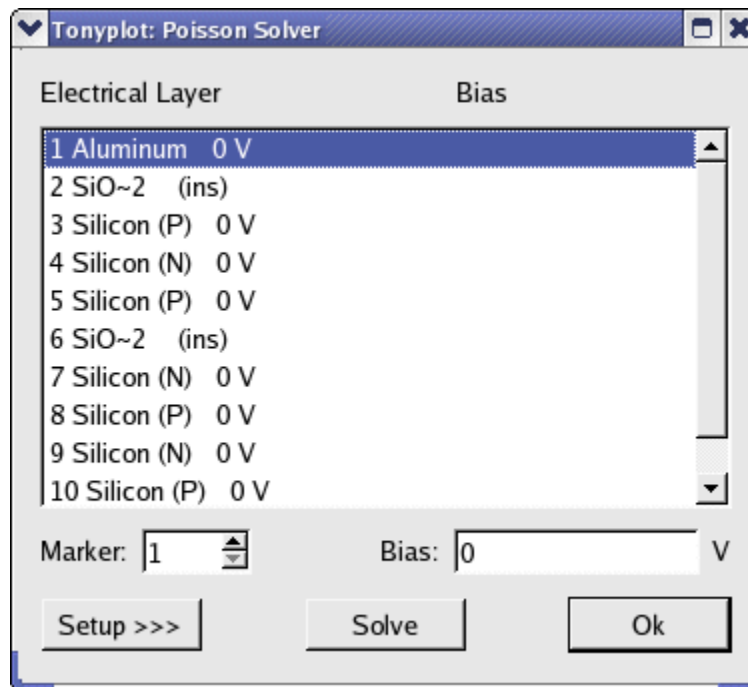 Tonyplot: Poisson Solver
Electrical Layer Bias
1 Aluminum 0 V
2 SiO~2 (ins)
3 Silicon (P) 0 V
4 Silicon (N) 0 V
5 Silicon (P) 0 V
6 SiO~2 (ins)
7 Silicon (N) 0 V
8 Silicon (P) 0 V
9 Silicon (N) 0 V
10 Silicon (P) 0 V
Marker: 1 Bias: 0 V
Setup >>> Solve Ok